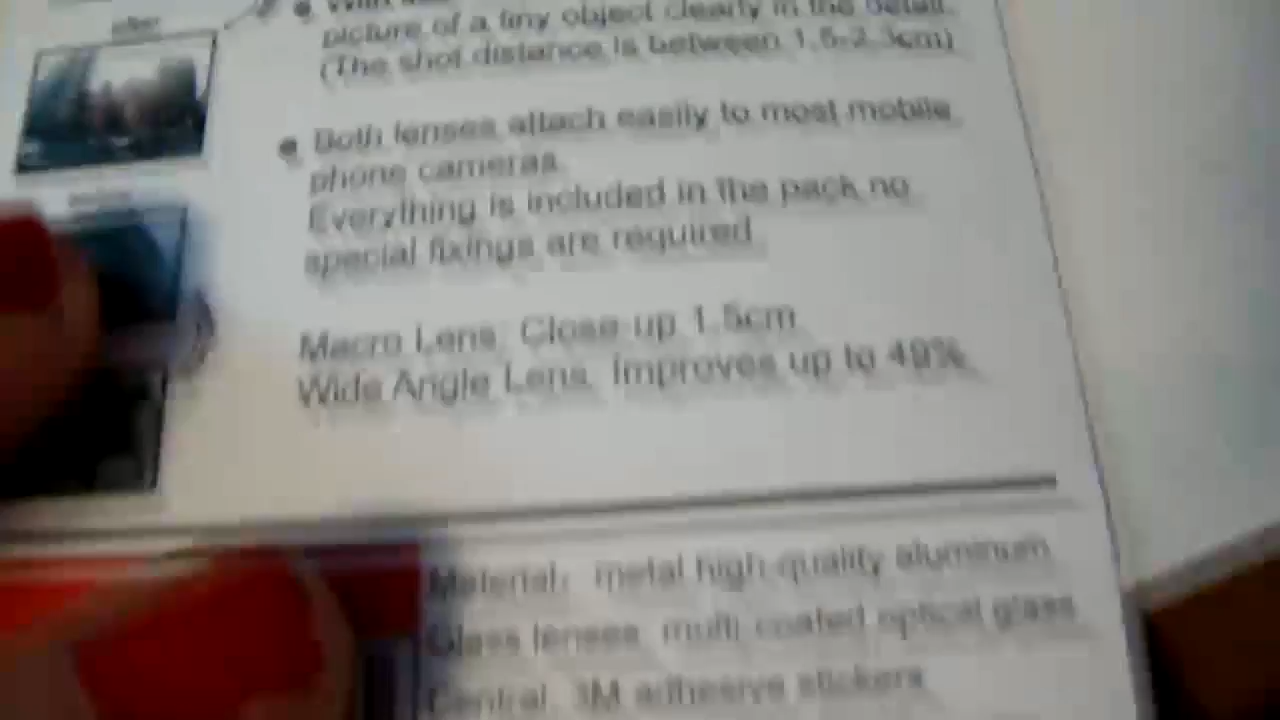 picture of a tiny object clearly in the detail.
(The shot distance is between 1.5-2.3cm)
Both lenses attach easily to most mobile
phone cameras.
Everything is included in the pack, no
special fixings are required.
Macro Lens: Close-up 1.5cm
Wide Angle Lens: Improves up to 49%
Material: metal high-quality aluminum
Glass lenses: multi coated optical glass
Central: 3M adhesive stickers